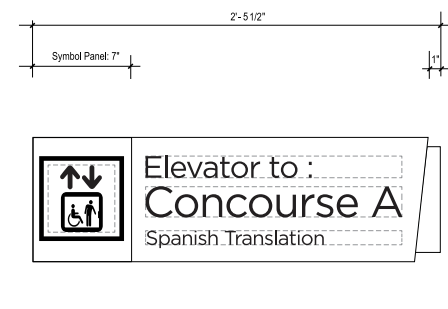 2'- 5 1/2"
Symbol Panel: 7"
1"
Elevator to :
Concourse A
Spanish Translation